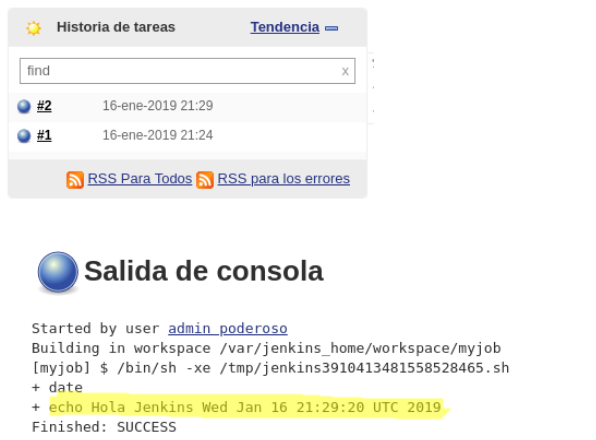 Historia de tareas Tendencia
find x
#2 16-ene-2019 21:29
#1 16-ene-2019 21:24
RSS Para Todos RSS para los errores
Salida de consola
Started by user admin poderoso
Building in workspace /var/jenkins_home/workspace/myjob
[myjob] $ /bin/sh -xe /tmp/jenkins3910413481558528465.sh
+ date
+ echo Hola Jenkins Wed Jan 16 21:29:20 UTC 2019
Finished: SUCCESS